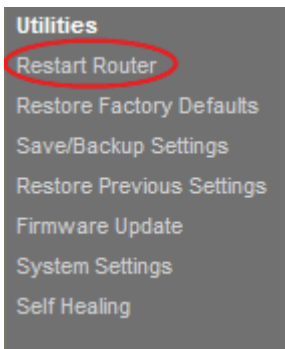 Utilities
Restart Router
Restore Factory Defaults
Save/Backup Settings
Restore Previous Settings
Firmware Update
System Settings
Self Healing